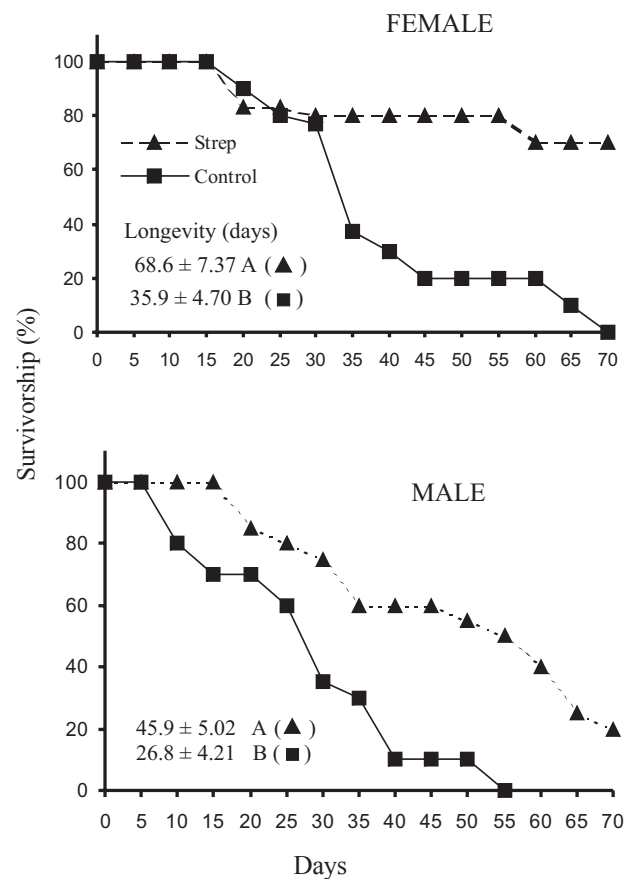 FEMALE
100
80
60
40
20
0
Strep
Control
Longevity (days)
68.6 ± 7.37 A (▲)
35.9 ± 4.70 B (■)
0 5 10 15 20 25 30 35 40 45 50 55 60 65 70
Survivorship (%)
MALE
100
80
60
40
20
0
45.9 ± 5.02 A (▲)
26.8 ± 4.21 B (■)
0 5 10 15 20 25 30 35 40 45 50 55 60 65 70
Days